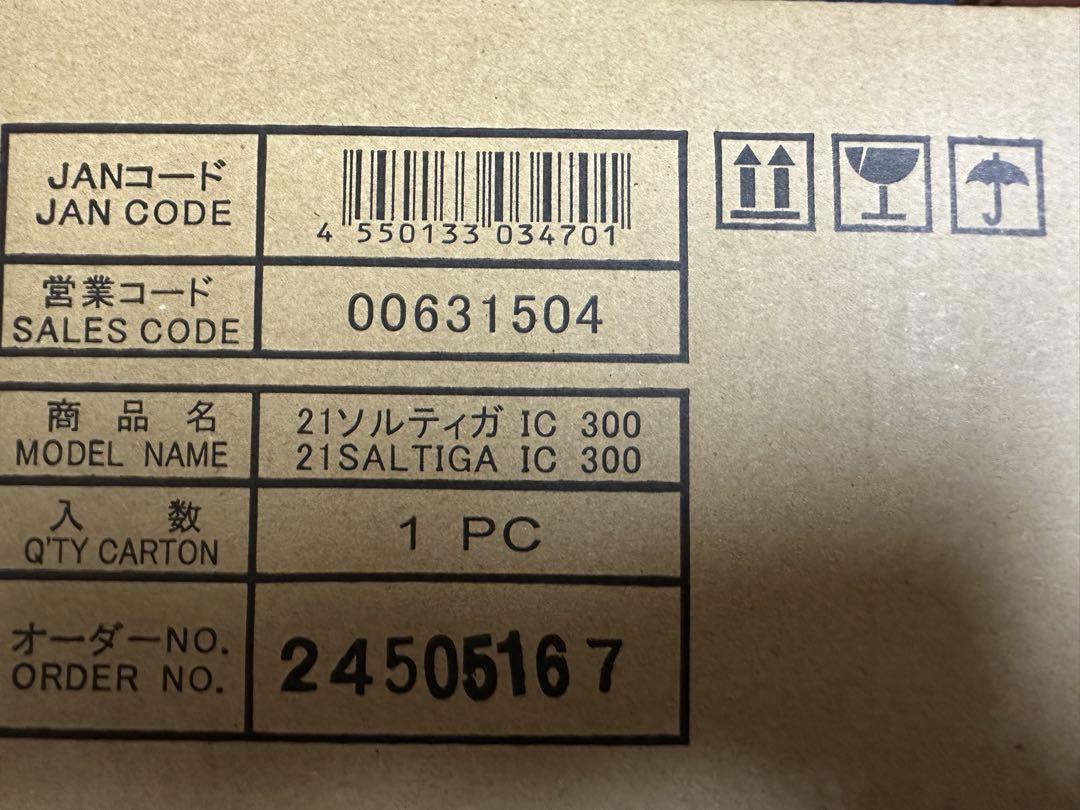 JANコード
JAN CODE
4 550133 034701
営業コード
SALES CODE
00631504
商品名
MODEL NAME
21ソルティガ IC 300
21SALTIGA IC 300
入数
Q'TY CARTON
1 PC
オーダーNO.
ORDER NO.
24505167